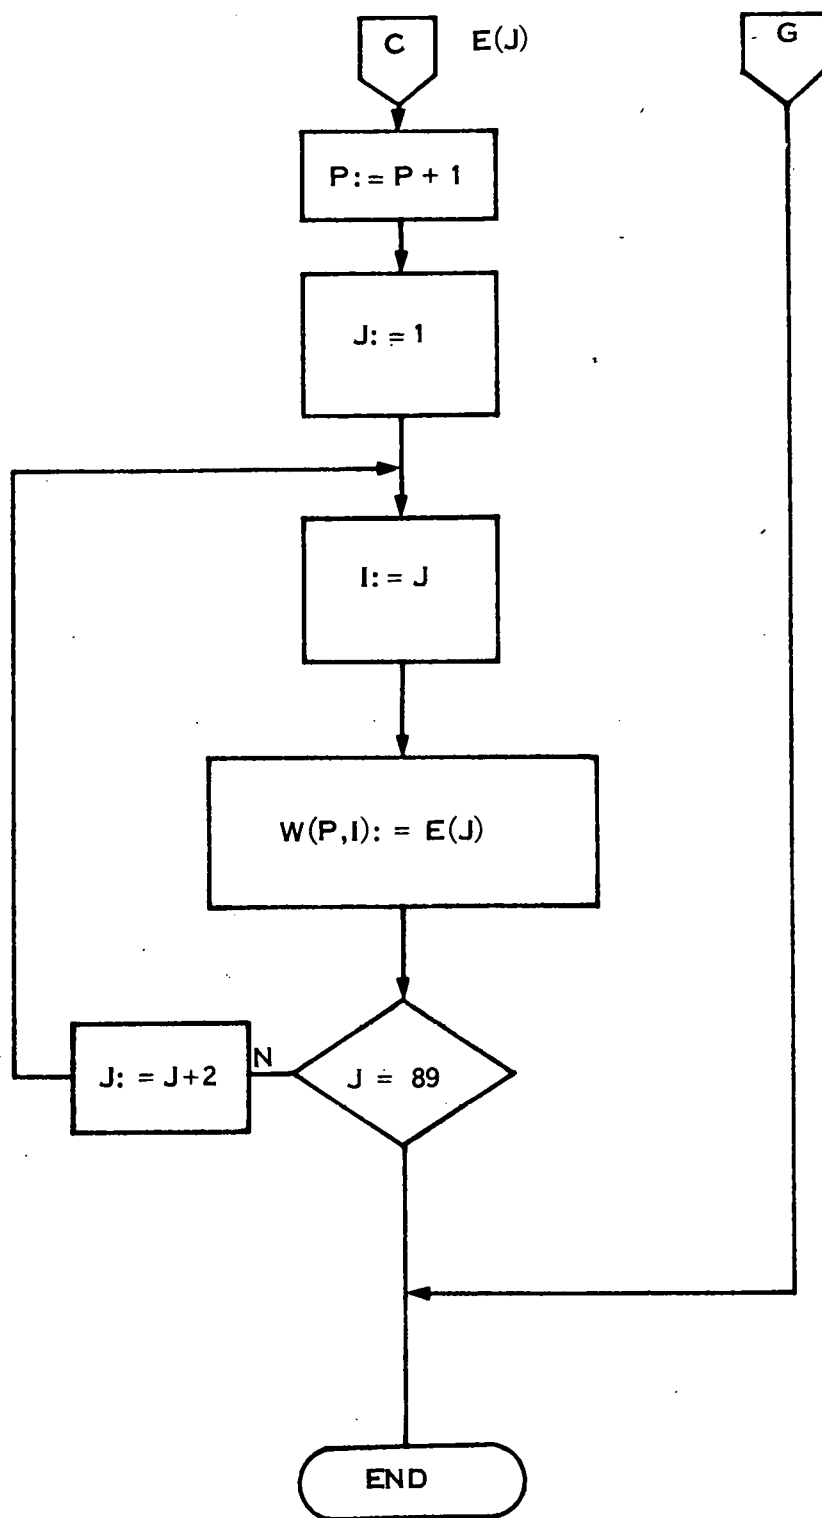 C
E(J)
G
P: = P + 1
J: = 1
I: = J
W(P,I): = E(J)
J: = J+2
N
J = 89
END